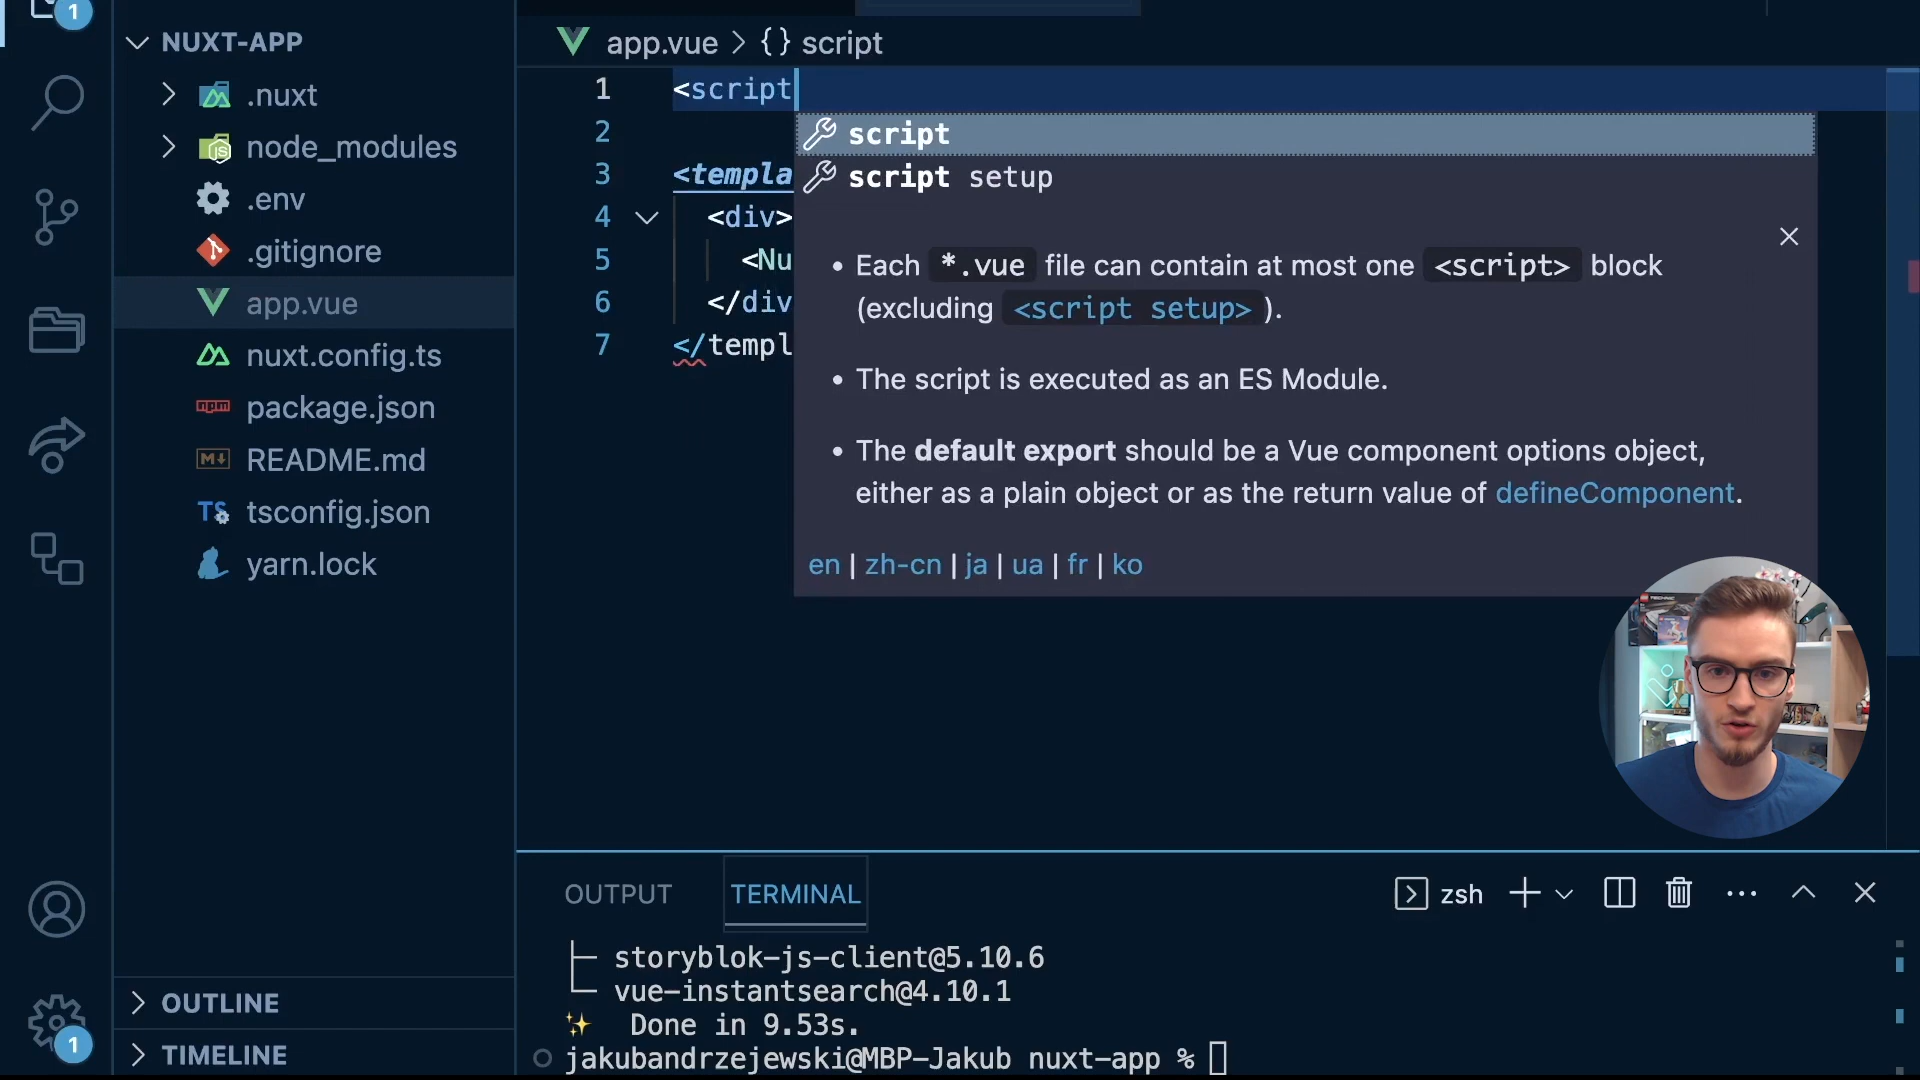 1
NUXT-APP
.nuxt
node_modules
.env
.gitignore
app.vue
nuxt.config.ts
package.json
README.md
tsconfig.json
yarn.lock
OUTLINE
TIMELINE
1
app.vue > {} script
1 <script
2
3 <templa
4 <div>
5 <Nu
6 </div
7 </templ
script
script setup
• Each *.vue file can contain at most one <script> block
(excluding <script setup> ).
• The script is executed as an ES Module.
• The default export should be a Vue component options object,
either as a plain object or as the return value of defineComponent.
en | zh-cn | ja | ua | fr | ko
OUTPUT TERMINAL zsh
├─ storyblok-js-client@5.10.6
└─ vue-instantsearch@4.10.1
✨ Done in 9.53s.
jakubandrzejewski@MBP-Jakub nuxt-app %